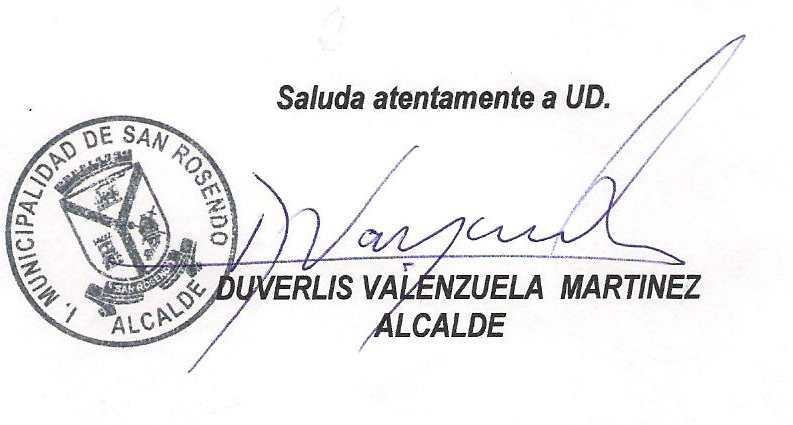 Saluda atentamente a UD.
I. MUNICIPALIDAD DE SAN ROSENDO
SAN ROSENDO
ALCALDE
DUVERLIS VALENZUELA MARTINEZ
ALCALDE